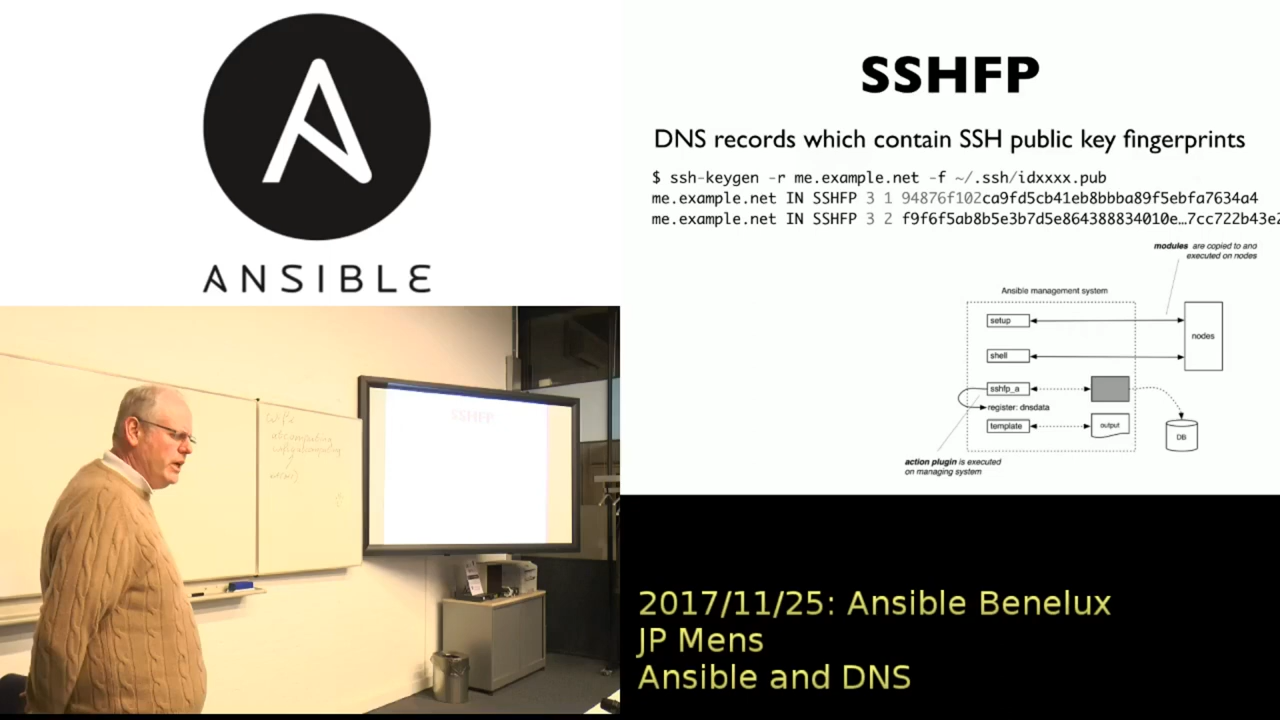 ANSIBLE
SSHFP
DNS records which contain SSH public key fingerprints
$ ssh-keygen -r me.example.net -f ~/.ssh/idxxxx.pub
me.example.net IN SSHFP 3 1 94876f102ca9fd5cb41eb8bbba89f5ebfa7634a4
me.example.net IN SSHFP 3 2 f9f6f5ab8b5e3b7d5e864388834010e…7cc722b43e2
modules are copied to and
executed on nodes
Ansible management system
setup
nodes
shell
sshfp_a
register: dnsdata
template
output
DB
action plugin is executed
on managing system
SSHFP
2017/11/25: Ansible Benelux
JP Mens
Ansible and DNS